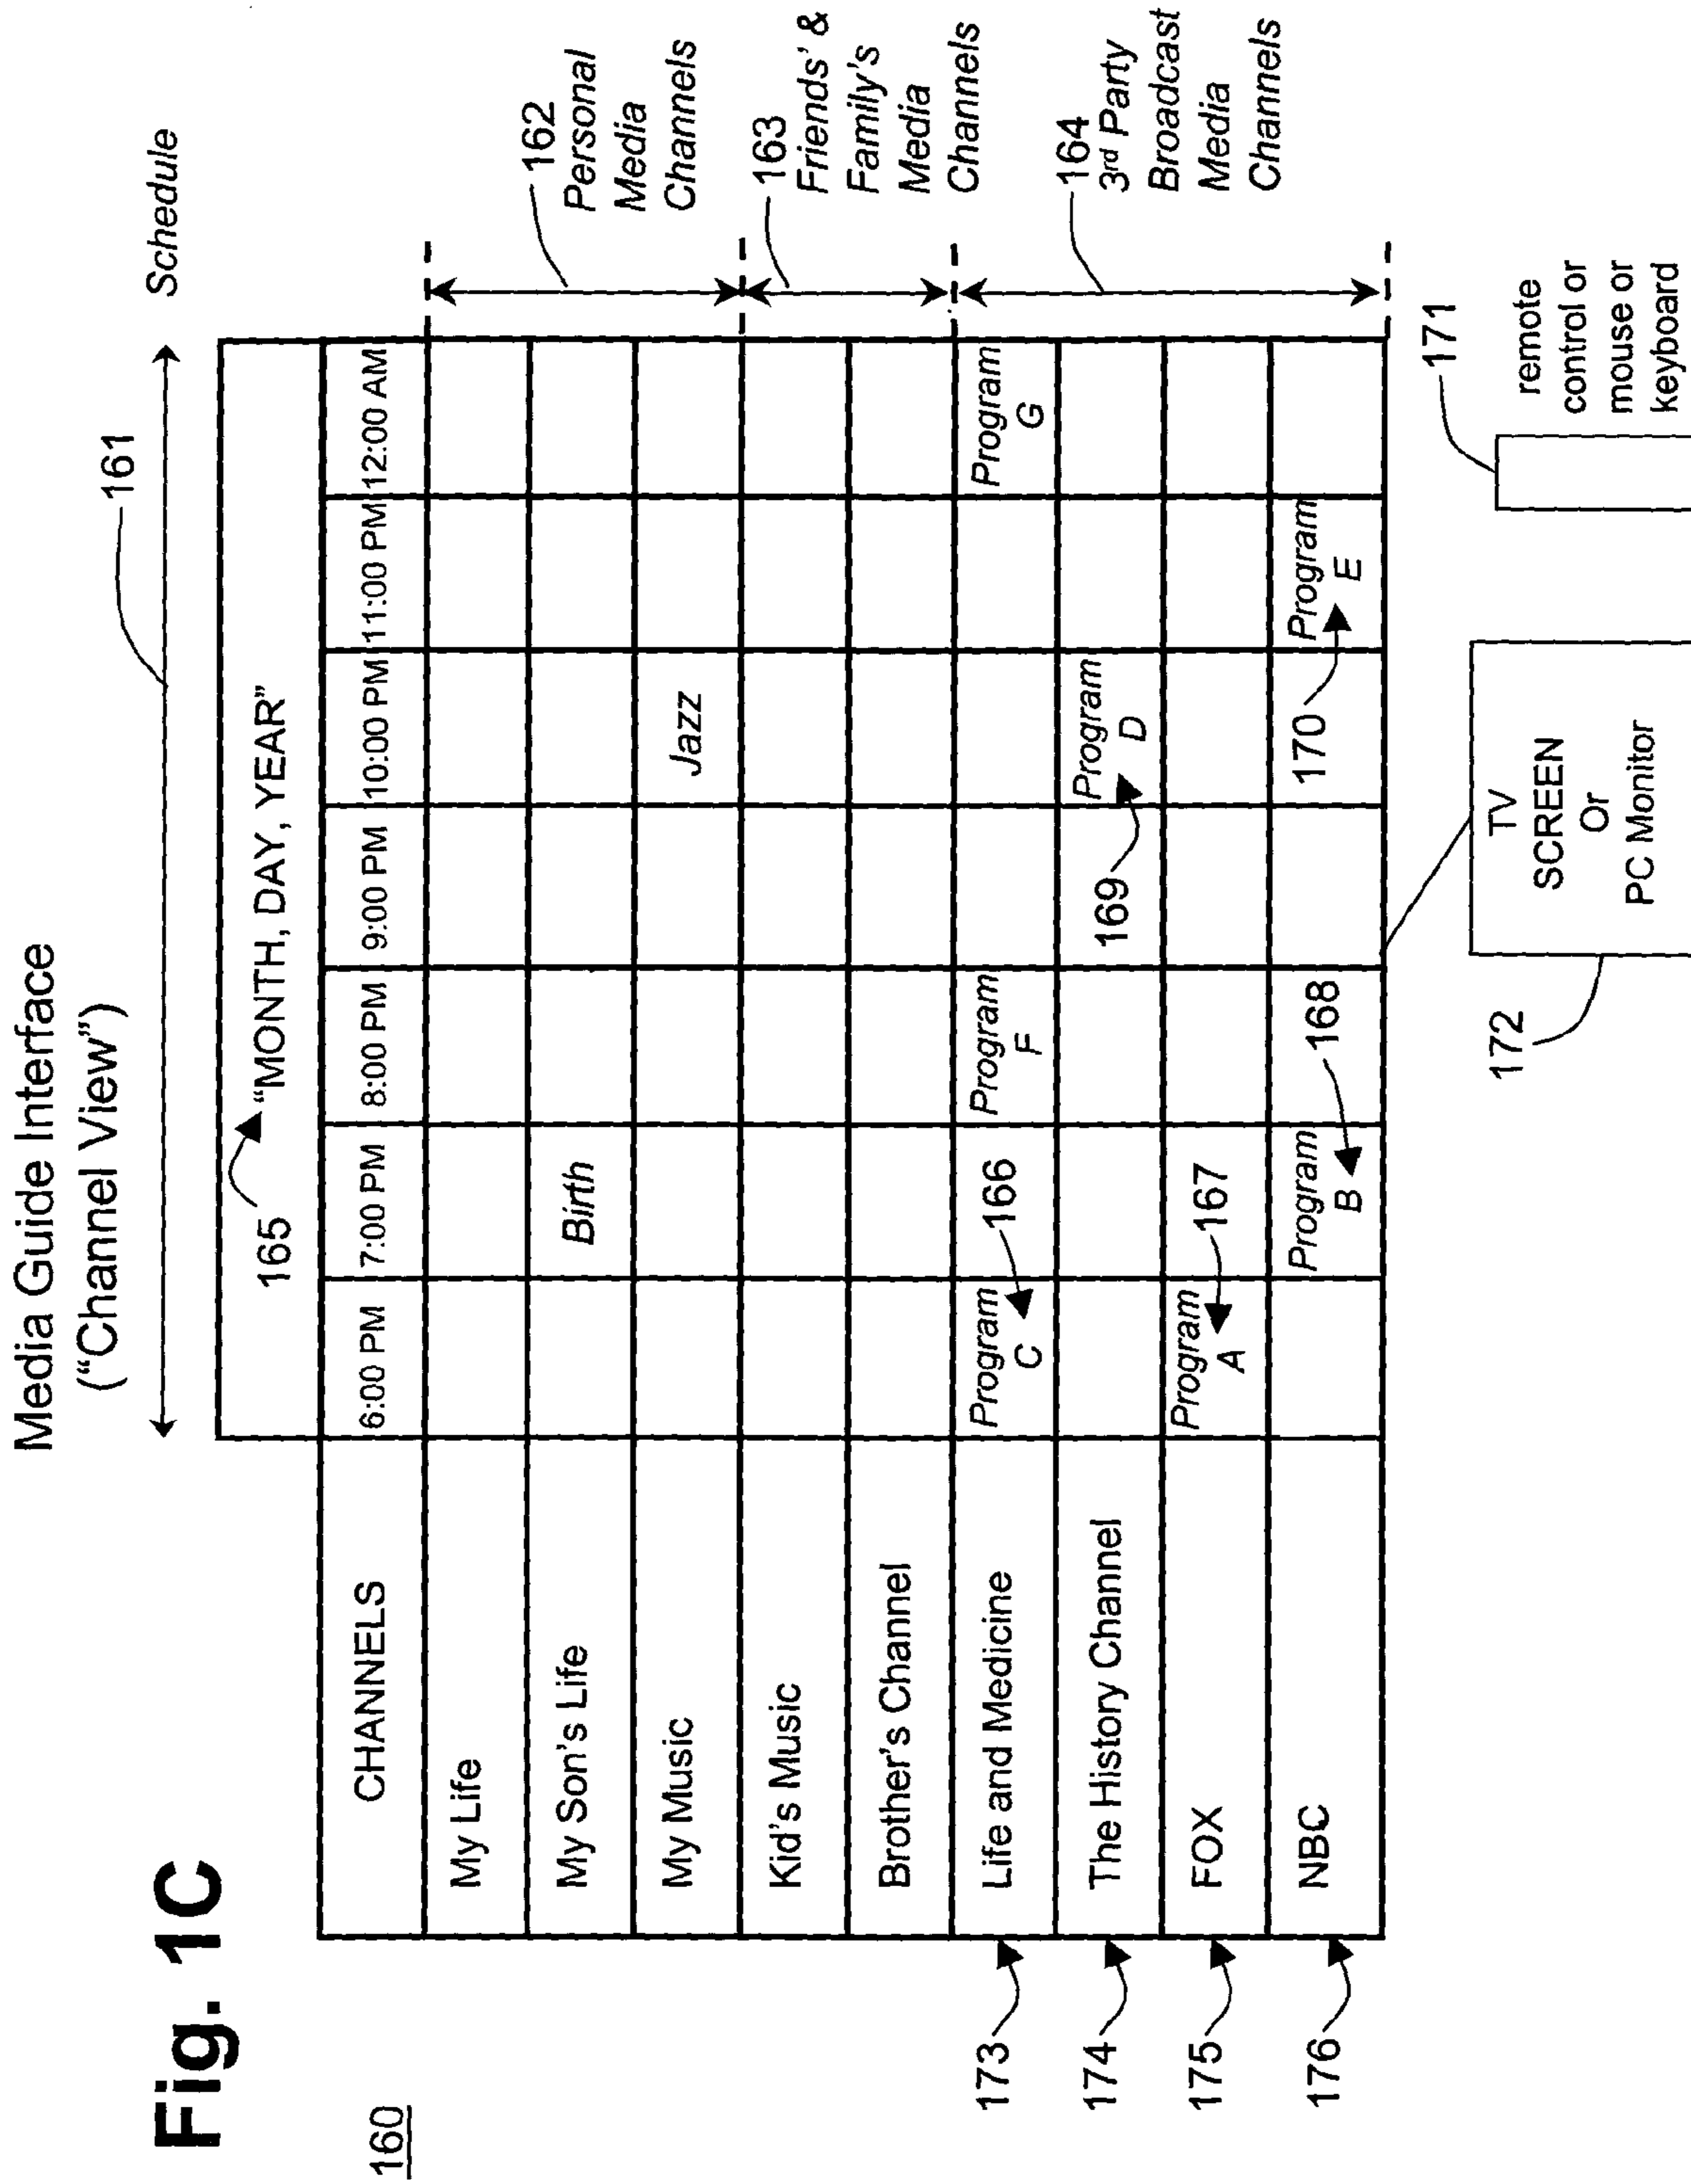 Fig. 1C
Media Guide Interface
("Channel View")
160
161
Schedule
165
"MONTH, DAY, YEAR"
CHANNELS 6:00 PM 7:00 PM 8:00 PM 9:00 PM 10:00 PM 11:00 PM 12:00 AM
My Life
My Son's Life Birth
My Music Jazz
Kid's Music
Brother's Channel
173 Life and Medicine Program C 166 Program F Program G
174 The History Channel 169 Program D
175 FOX Program A 167
176 NBC Program B 168 170 Program E
162
Personal
Media
Channels
163
Friends' &
Family's
Media
Channels
164
3rd Party
Broadcast
Media
Channels
172
TV
SCREEN
Or
PC Monitor
171
remote
control or
mouse or
keyboard